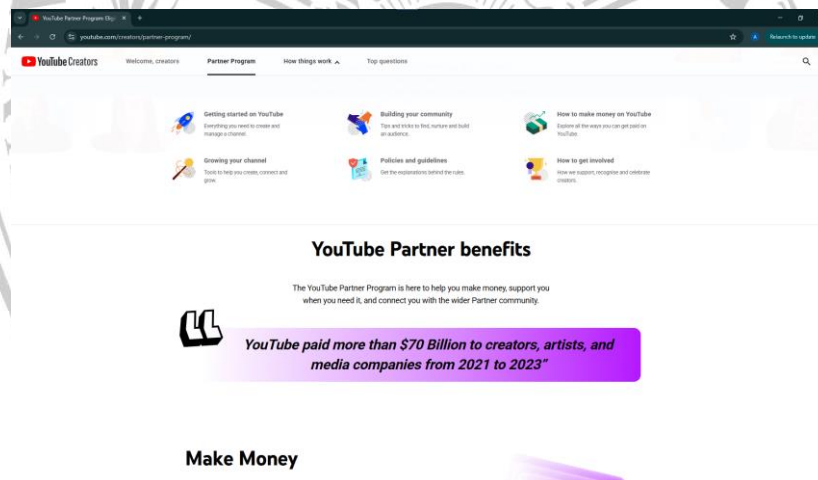 YouTube Partner Program Elig
youtube.com/creators/partner-program/
Relaunch to update
YouTube Creators
Welcome, creators
Partner Program
How things work
Top questions
Getting started on YouTube
Everything you need to create and
manage a channel.
Building your community
Tips and tricks to find, nurture and build
an audience.
How to make money on YouTube
Explore all the ways you can get paid on
YouTube.
Growing your channel
Tools to help you create, connect and
grow.
Policies and guidelines
Get the explanations behind the rules.
How to get involved
How we support, recognise and celebrate
creators.
YouTube Partner benefits
The YouTube Partner Program is here to help you make money, support you
when you need it, and connect you with the wider Partner community.
YouTube paid more than $70 Billion to creators, artists, and
media companies from 2021 to 2023”
Make Money